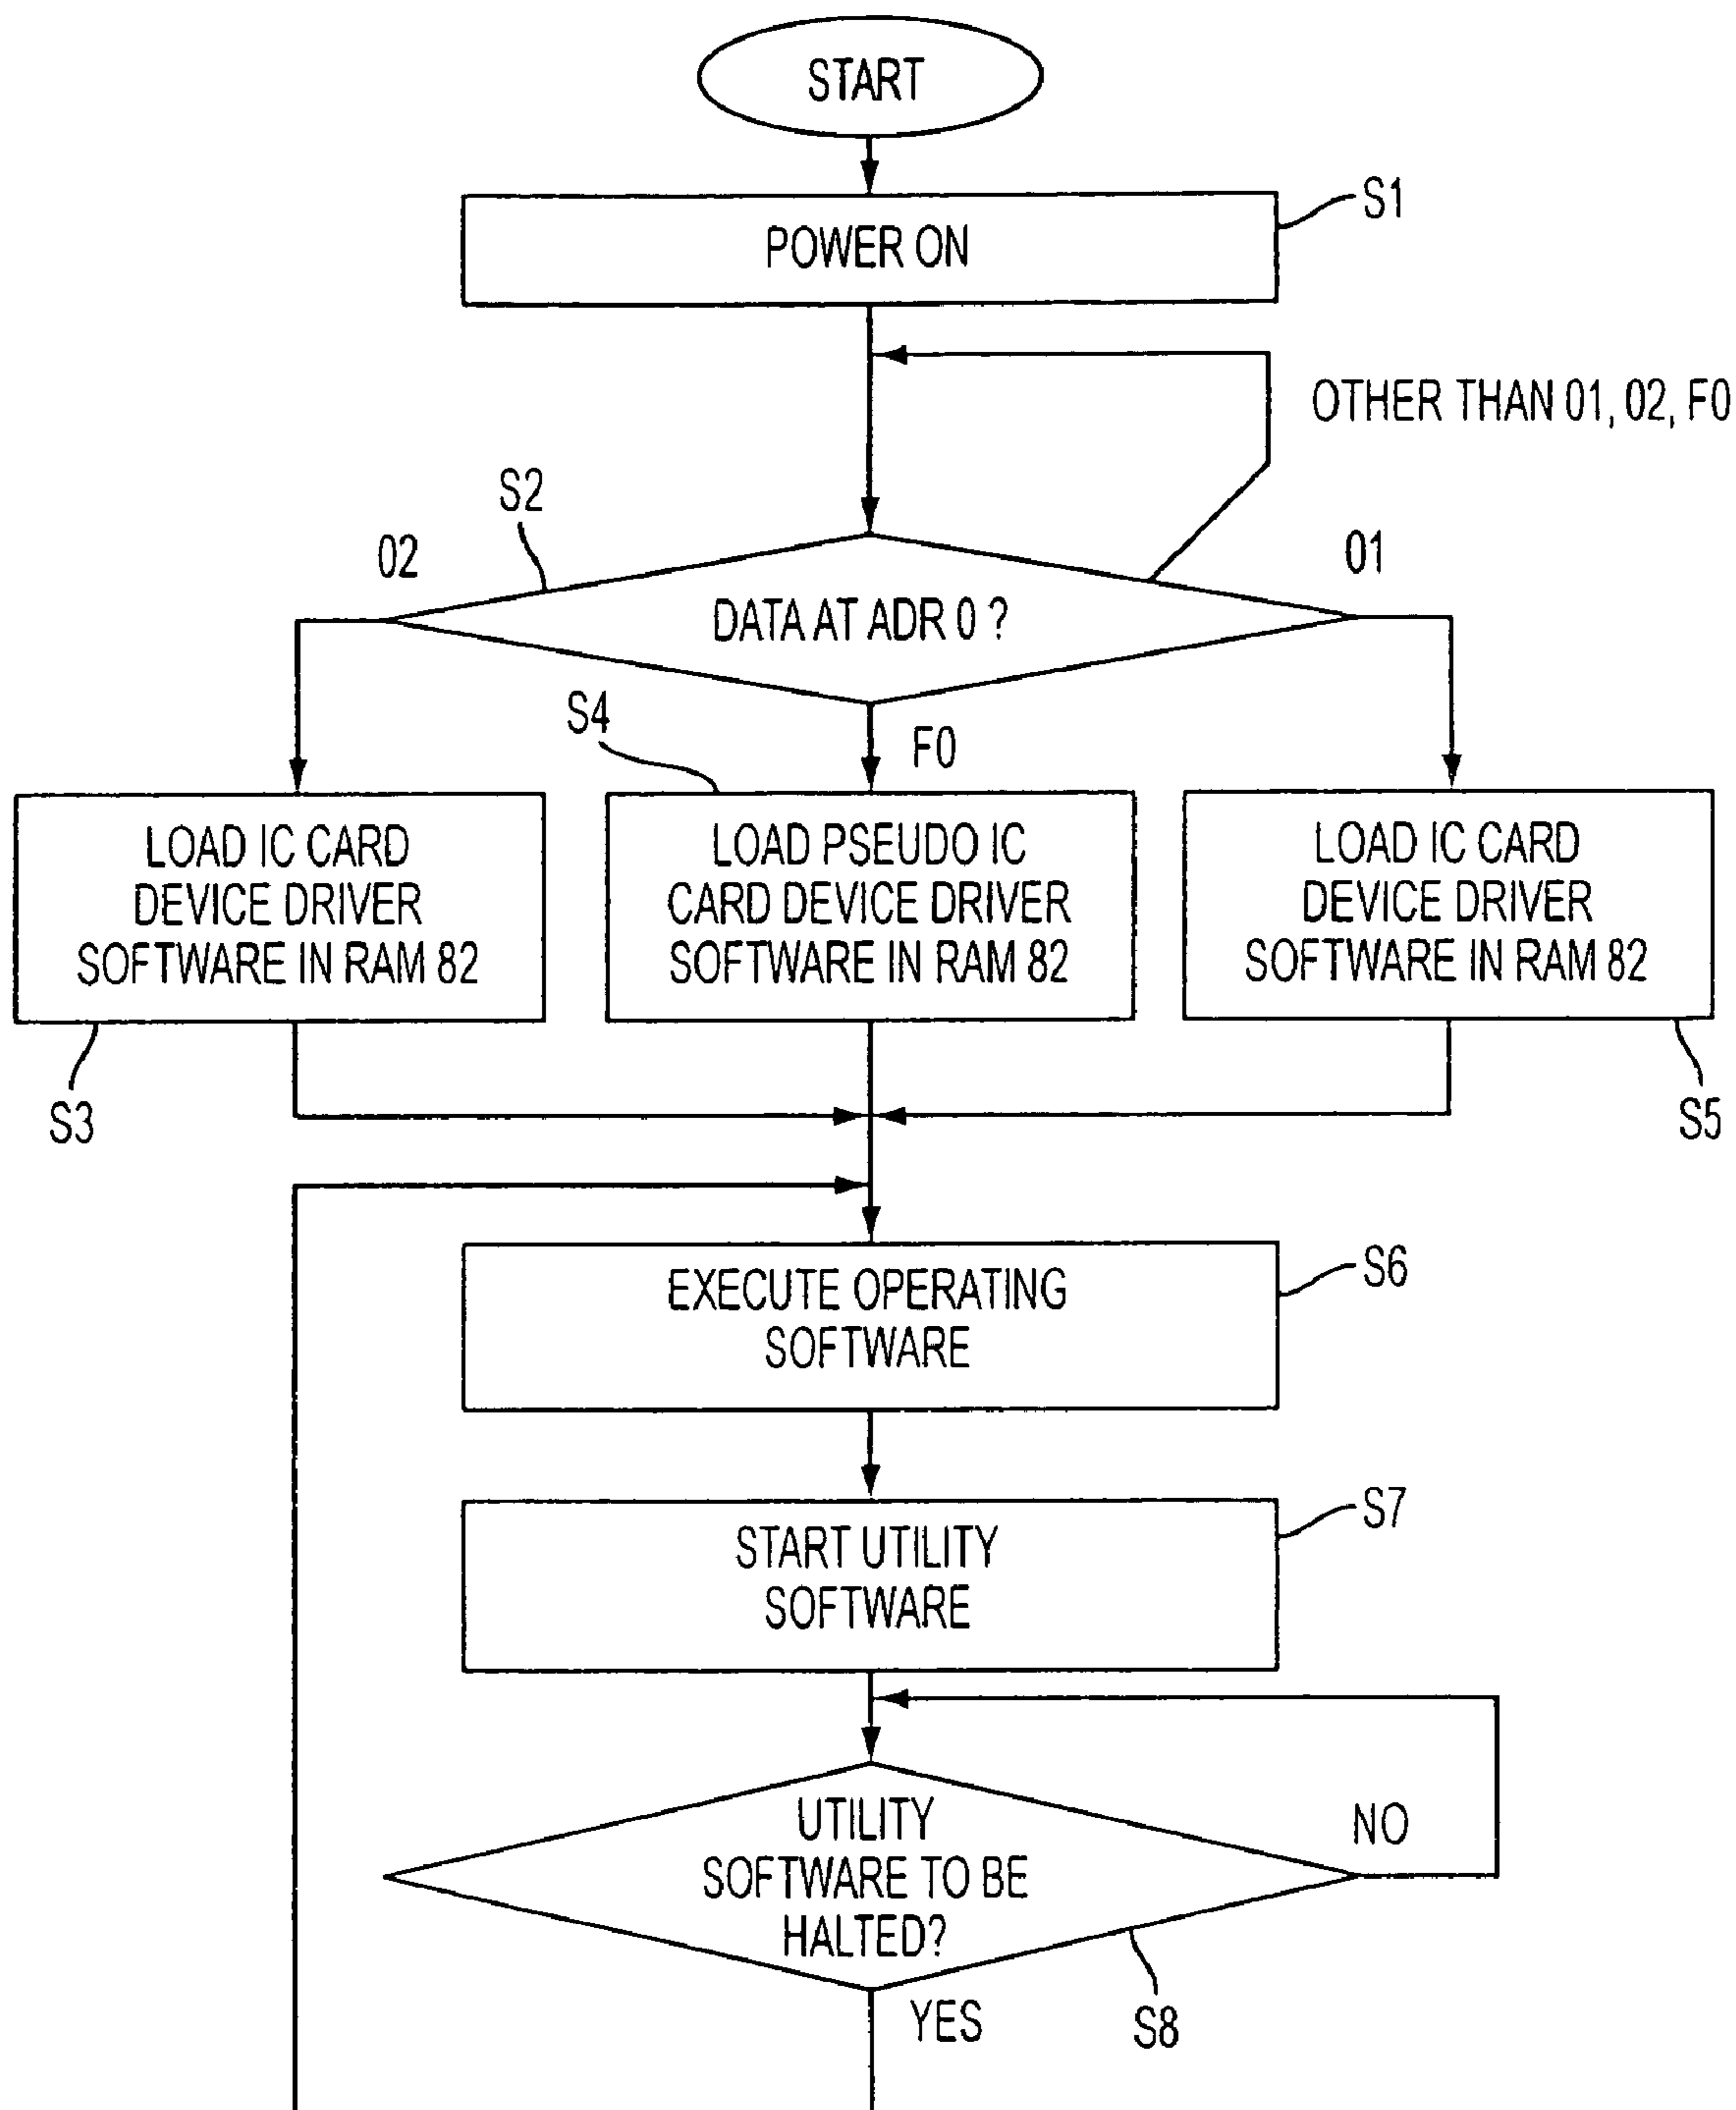 START
S1
POWER ON
OTHER THAN 01, 02, F0
S2
02
01
DATA AT ADR 0 ?
S4
F0
LOAD IC CARD
DEVICE DRIVER
SOFTWARE IN RAM 82
LOAD PSEUDO IC
CARD DEVICE DRIVER
SOFTWARE IN RAM 82
LOAD IC CARD
DEVICE DRIVER
SOFTWARE IN RAM 82
S3
S5
EXECUTE OPERATING
SOFTWARE
S6
START UTILITY
SOFTWARE
S7
UTILITY
SOFTWARE TO BE
HALTED?
NO
YES
S8